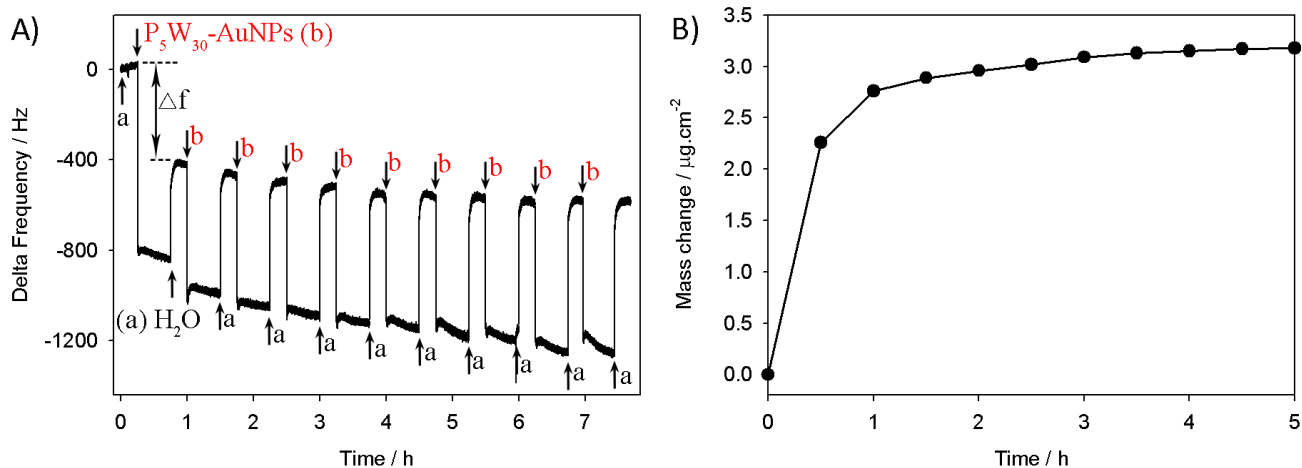 A)
P₅W₃₀-AuNPs (b)
0
-400
-800
-1200
Delta Frequency / Hz
△f
a
b b b b b b b b b
(a) H₂O
a a a a a a a a a
0 1 2 3 4 5 6 7
Time / h
B)
3.5
3.0
2.5
2.0
1.5
1.0
0.5
0.0
Mass change / μg.cm⁻²
0 1 2 3 4 5
Time / h